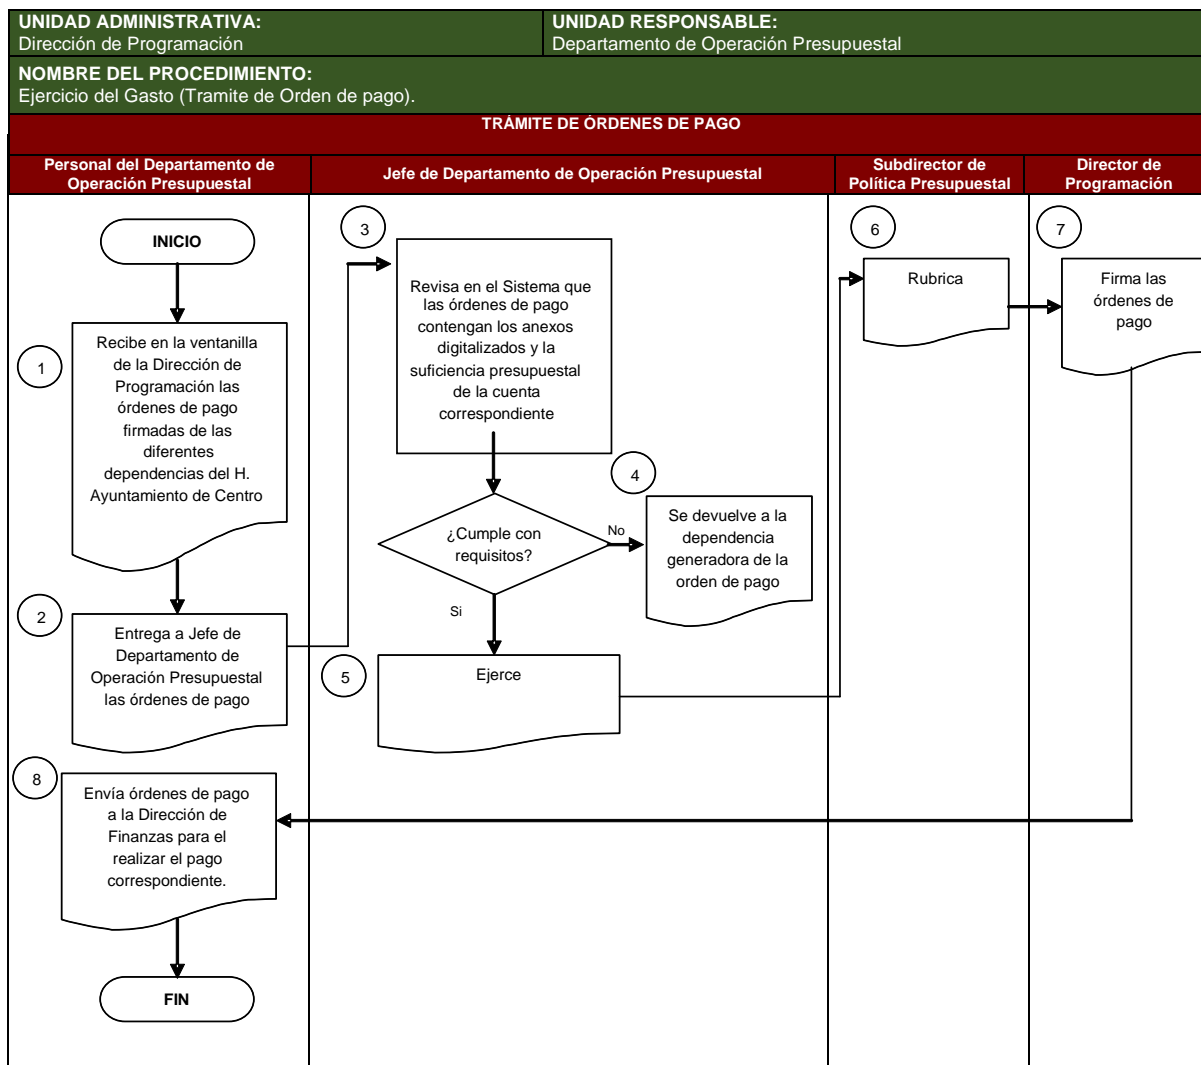 UNIDAD ADMINISTRATIVA:
Dirección de Programación
UNIDAD RESPONSABLE:
Departamento de Operación Presupuestal
NOMBRE DEL PROCEDIMIENTO:
Ejercicio del Gasto (Tramite de Orden de pago).
TRÁMITE DE ÓRDENES DE PAGO
Personal del Departamento de
Operación Presupuestal
Jefe de Departamento de Operación Presupuestal
Subdirector de
Política Presupuestal
Director de
Programación
INICIO
1
Recibe en la ventanilla
de la Dirección de
Programación las
órdenes de pago
firmadas de las
diferentes
dependencias del H.
Ayuntamiento de Centro
2
Entrega a Jefe de
Departamento de
Operación Presupuestal
las órdenes de pago
3
Revisa en el Sistema que
las órdenes de pago
contengan los anexos
digitalizados y la
suficiencia presupuestal
de la cuenta
correspondiente
¿Cumple con
requisitos?
No
4
Se devuelve a la
dependencia
generadora de la
orden de pago
Si
5
Ejerce
6
Rubrica
7
Firma las
órdenes de
pago
8
Envía órdenes de pago
a la Dirección de
Finanzas para el
realizar el pago
correspondiente.
FIN